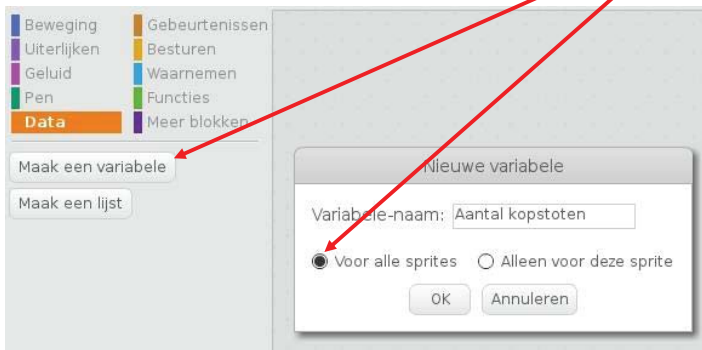 Beweging Gebeurtenissen
Uiterlijken Besturen
Geluid Waarnemen
Pen Functies
Data Meer blokken
Maak een variabele
Maak een lijst
Nieuwe variabele
Variabele-naam: Aantal kopstoten
Voor alle sprites Alleen voor deze sprite
OK Annuleren